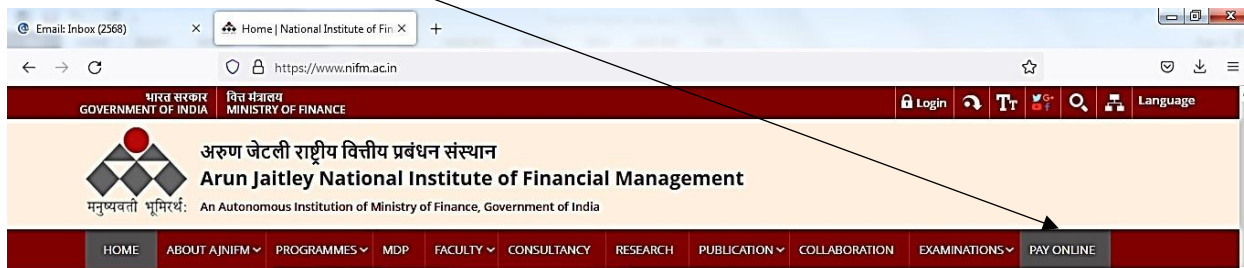 Email: Inbox (2568)
Home | National Institute of Fin
https://www.nifm.ac.in
भारत सरकार
GOVERNMENT OF INDIA
वित्त मंत्रालय
MINISTRY OF FINANCE
Login
Language
अरुण जेटली राष्ट्रीय वित्तीय प्रबंधन संस्थान
Arun Jaitley National Institute of Financial Management
मनुष्यवती भूमिरर्थ: An Autonomous Institution of Ministry of Finance, Government of India
HOME ABOUT AJNIFM PROGRAMMES MDP FACULTY CONSULTANCY RESEARCH PUBLICATION COLLABORATION EXAMINATIONS PAY ONLINE